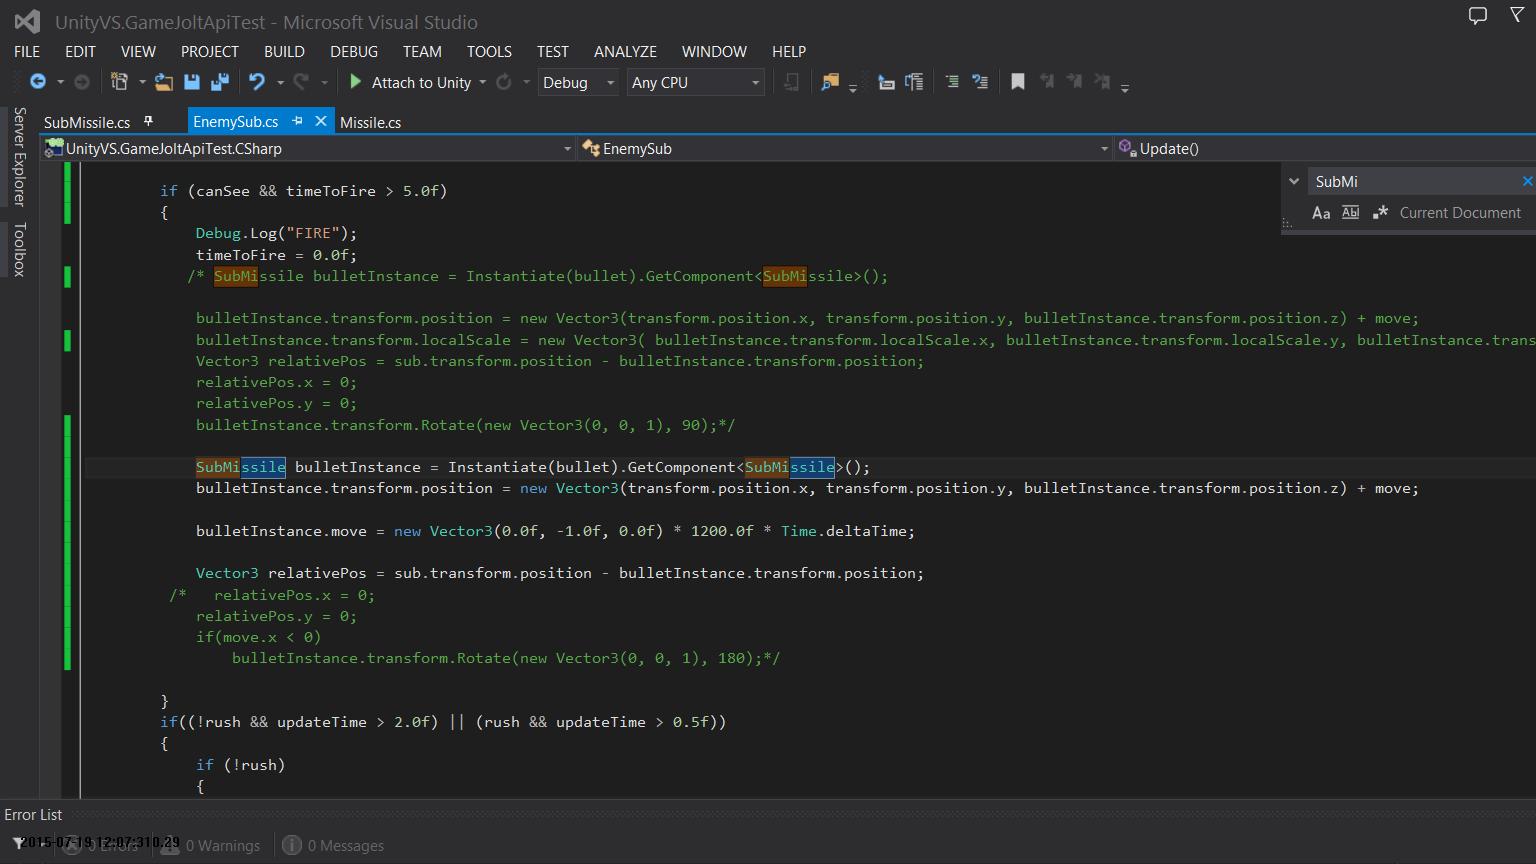 UnityVS.GameJoltApiTest - Microsoft Visual Studio
FILE EDIT VIEW PROJECT BUILD DEBUG TEAM TOOLS TEST ANALYZE WINDOW HELP
Attach to Unity Debug Any CPU
Server Explorer
Toolbox
SubMissile.cs EnemySub.cs Missile.cs
UnityVS.GameJoltApiTest.CSharp EnemySub Update()
SubMi
Aa Abl Current Document
if (canSee && timeToFire > 5.0f)
{
Debug.Log("FIRE");
timeToFire = 0.0f;
/* SubMissile bulletInstance = Instantiate(bullet).GetComponent<SubMissile>();
bulletInstance.transform.position = new Vector3(transform.position.x, transform.position.y, bulletInstance.transform.position.z) + move;
bulletInstance.transform.localScale = new Vector3( bulletInstance.transform.localScale.x, bulletInstance.transform.localScale.y, bulletInstance.trans
Vector3 relativePos = sub.transform.position - bulletInstance.transform.position;
relativePos.x = 0;
relativePos.y = 0;
bulletInstance.transform.Rotate(new Vector3(0, 0, 1), 90);*/
SubMissile bulletInstance = Instantiate(bullet).GetComponent<SubMissile>();
bulletInstance.transform.position = new Vector3(transform.position.x, transform.position.y, bulletInstance.transform.position.z) + move;
bulletInstance.move = new Vector3(0.0f, -1.0f, 0.0f) * 1200.0f * Time.deltaTime;
Vector3 relativePos = sub.transform.position - bulletInstance.transform.position;
/* relativePos.x = 0;
relativePos.y = 0;
if(move.x < 0)
bulletInstance.transform.Rotate(new Vector3(0, 0, 1), 180);*/
}
if((!rush && updateTime > 2.0f) || (rush && updateTime > 0.5f))
{
if (!rush)
{
Error List
0 Errors 0 Warnings 0 Messages